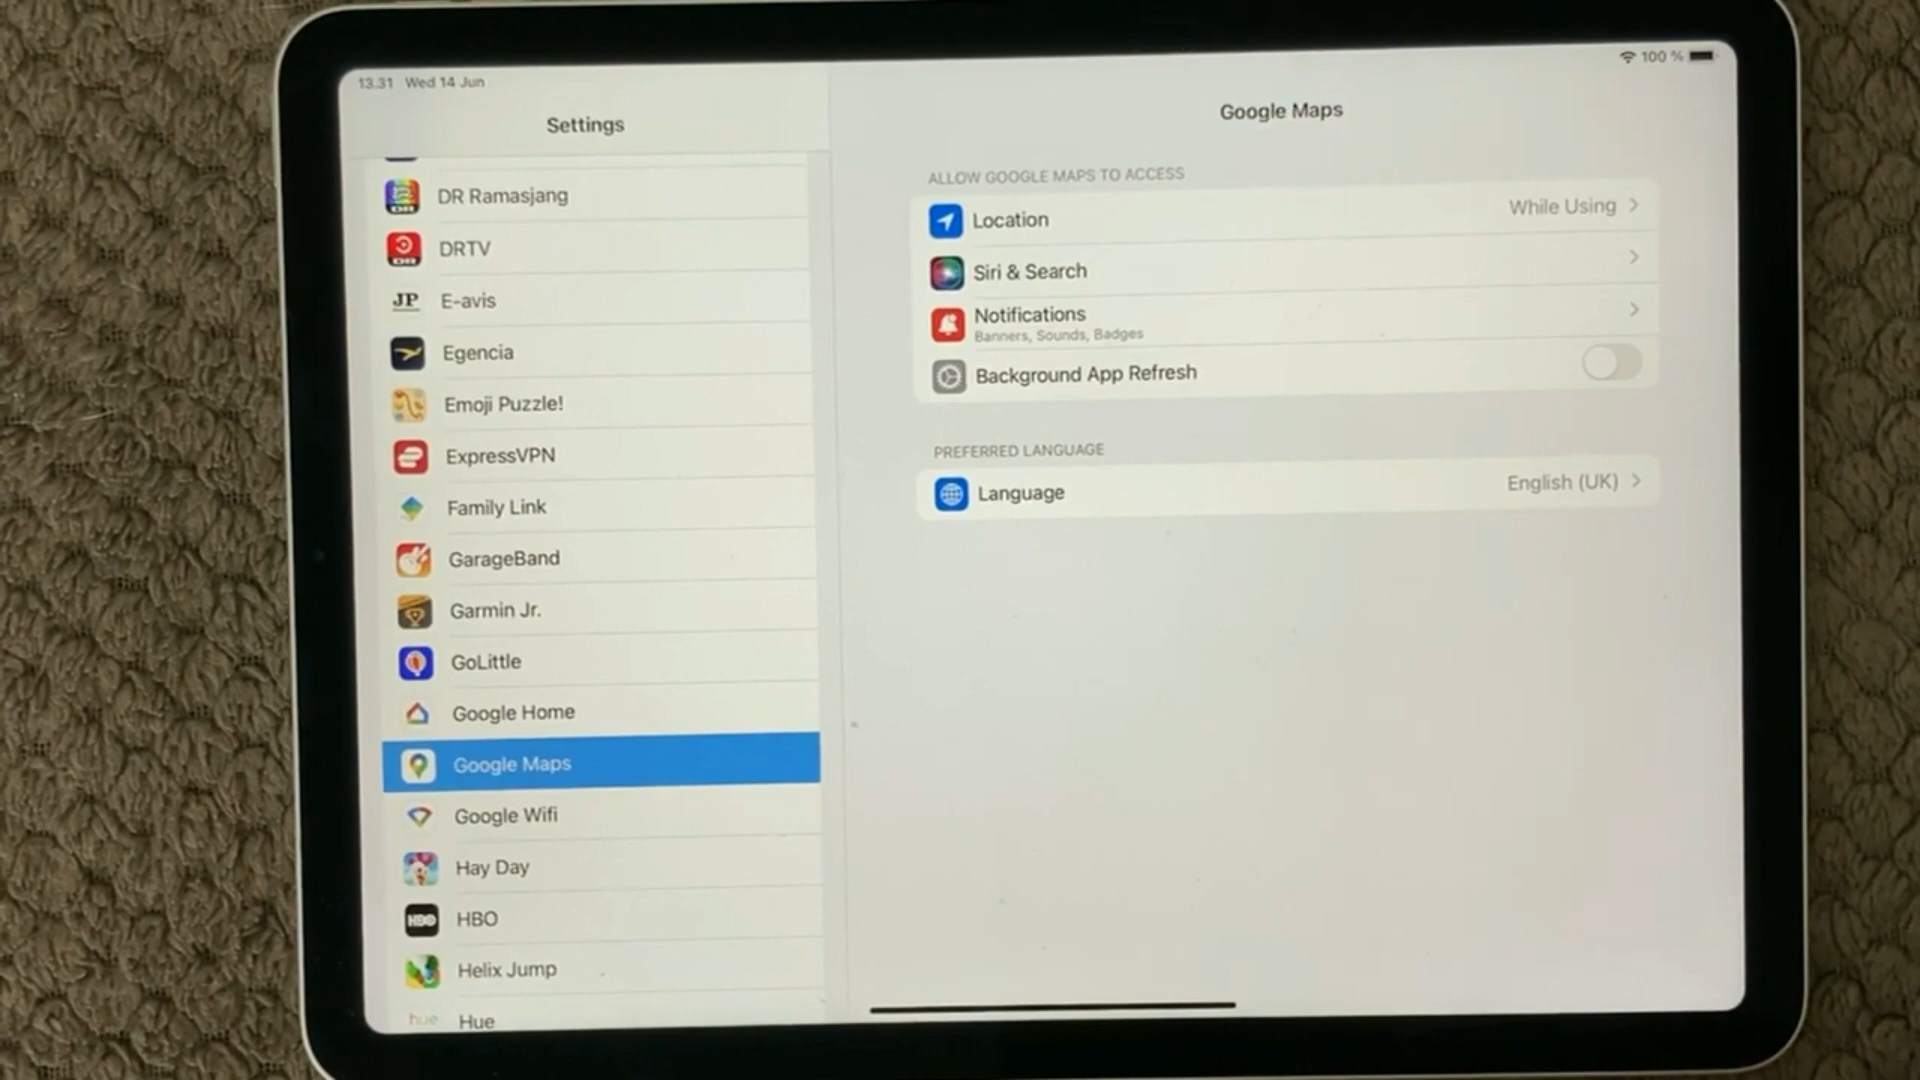 13.31 Wed 14 Jun
100 %
Settings
DR Ramasjang
DRTV
JP E-avis
Egencia
Emoji Puzzle!
ExpressVPN
Family Link
GarageBand
Garmin Jr.
GoLittle
Google Home
Google Maps
Google Wifi
Hay Day
HBO HBO
Helix Jump
hue Hue
Google Maps
ALLOW GOOGLE MAPS TO ACCESS
Location While Using
Siri & Search
Notifications
Banners, Sounds, Badges
Background App Refresh
PREFERRED LANGUAGE
Language English (UK)